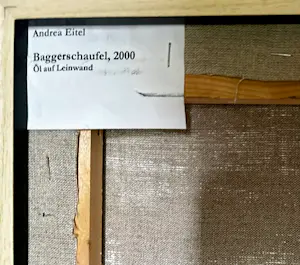 Andrea Eitel
Baggerschaufel, 2000
Öl auf Leinwand